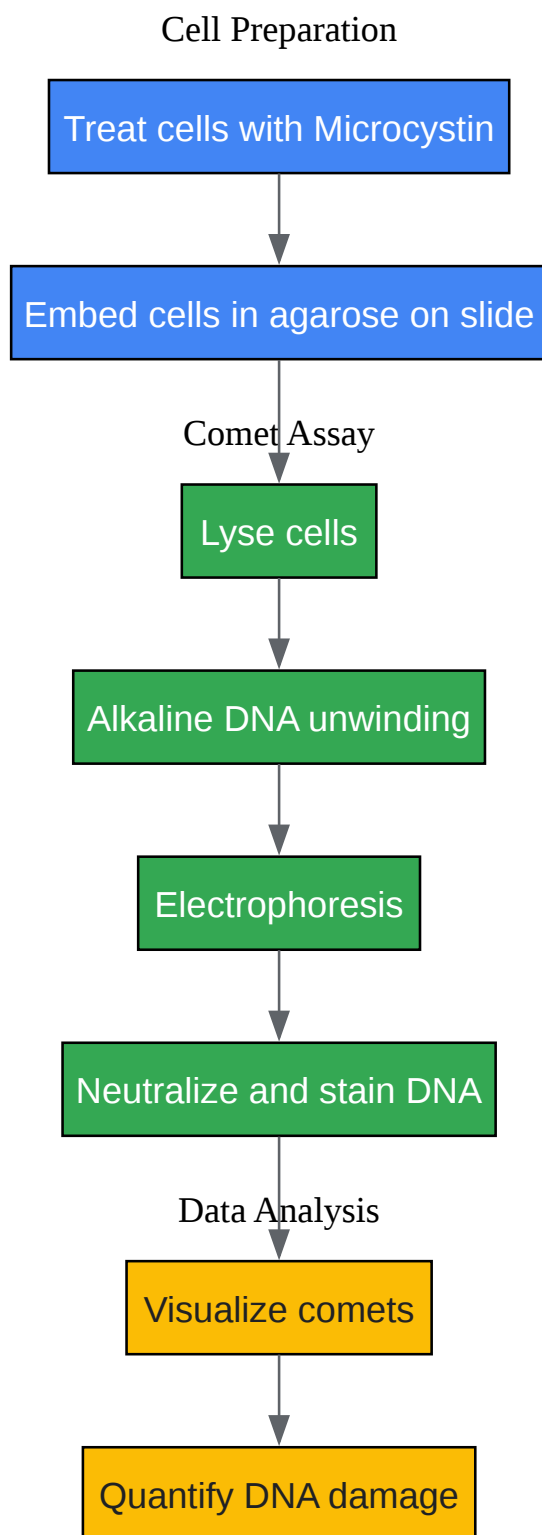 Cell Preparation
Treat cells with Microcystin
Embed cells in agarose on slide
Comet Assay
Lyse cells
Alkaline DNA unwinding
Electrophoresis
Neutralize and stain DNA
Data Analysis
Visualize comets
Quantify DNA damage